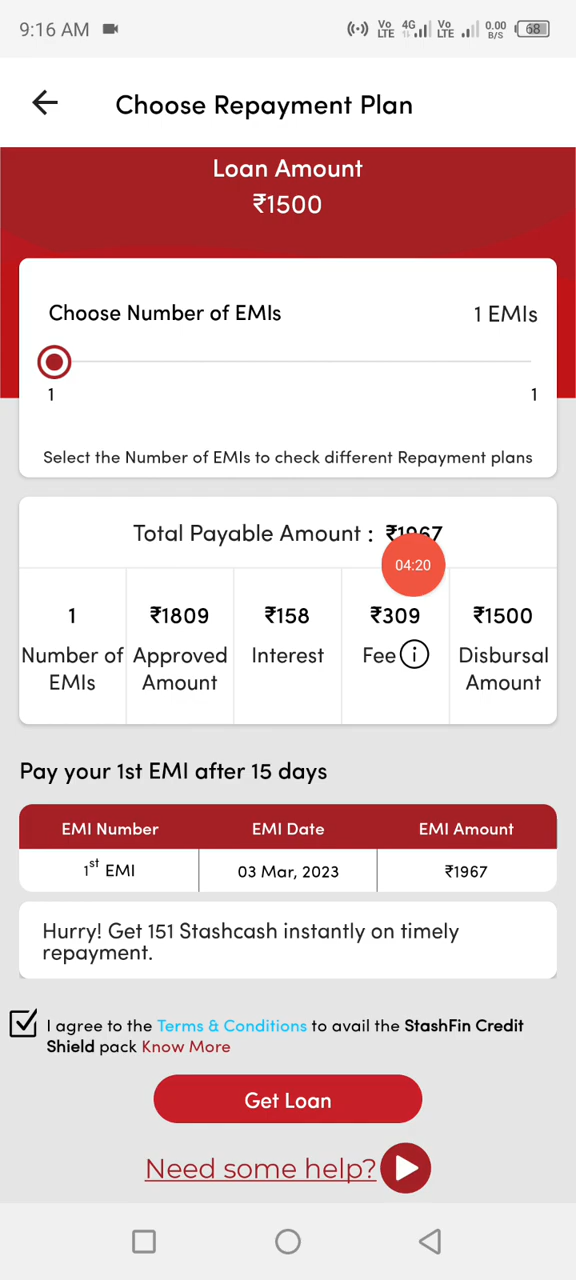 9:16 AM
Vo LTE 4G Vo LTE 0.00 B/S 68
Choose Repayment Plan
Loan Amount
₹1500
Choose Number of EMIs 1 EMIs
1 1
Select the Number of EMIs to check different Repayment plans
Total Payable Amount : ₹1967
04:20
1 ₹1809 ₹158 ₹309 ₹1500
Number of Approved Interest Fee i Disbursal
EMIs Amount Amount
Pay your 1st EMI after 15 days
EMI Number EMI Date EMI Amount
1st EMI 03 Mar, 2023 ₹1967
Hurry! Get 151 Stashcash instantly on timely
repayment.
I agree to the Terms & Conditions to avail the StashFin Credit
Shield pack Know More
Get Loan
Need some help?